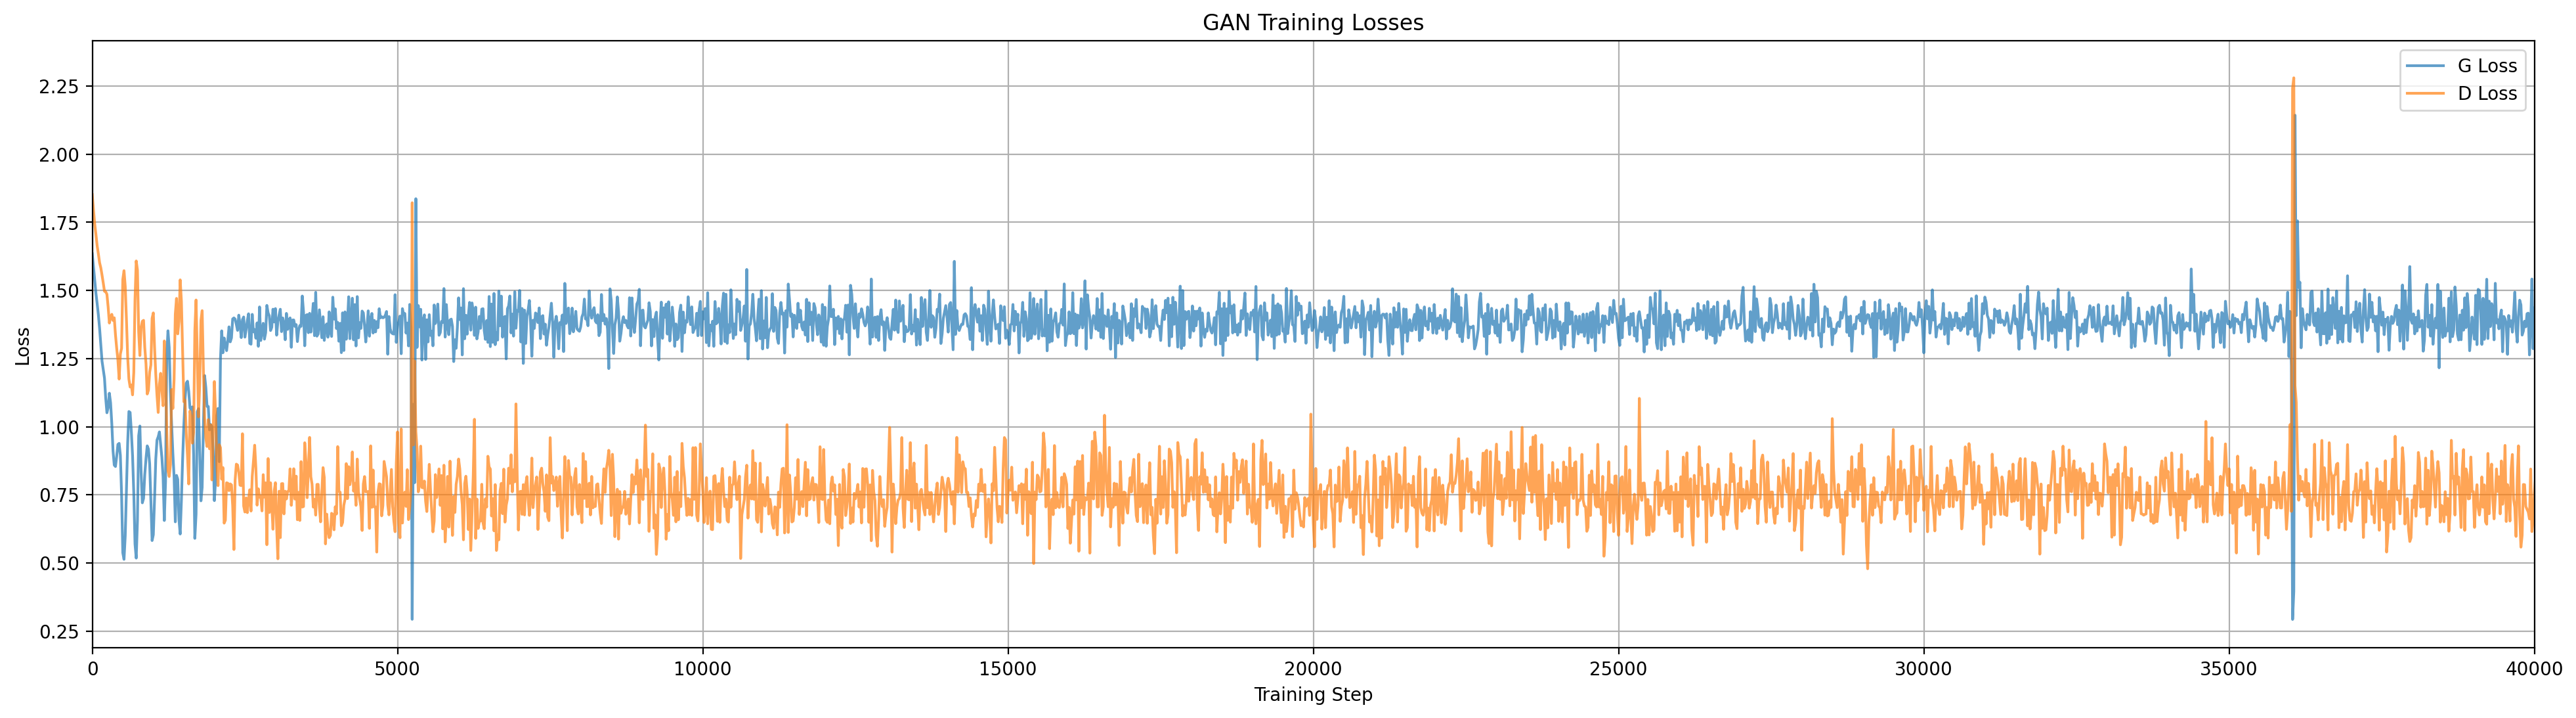 GAN Training Losses
G Loss
D Loss
Loss
2.25
2.00
1.75
1.50
1.25
1.00
0.75
0.50
0.25
0 5000 10000 15000 20000 25000 30000 35000 40000
Training Step